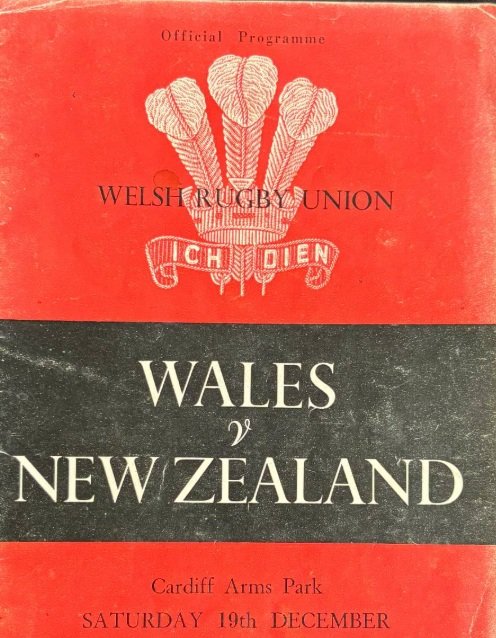 Official Programme
WELSH RUGBY UNION
ICH DIEN
WALES
v
NEW ZEALAND
Cardiff Arms Park
SATURDAY 19th DECEMBER